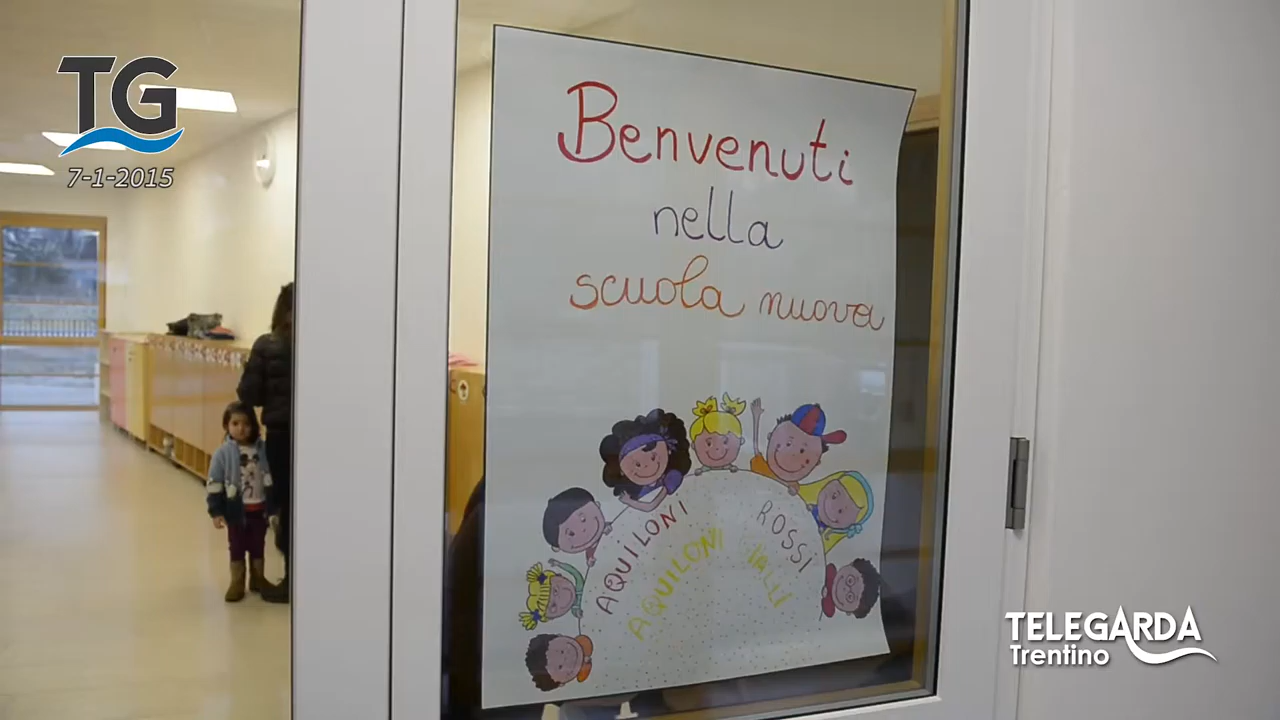 TG
7-1-2015
Benvenuti
nella
scuola nuova
AQUILONI ROSSI
AQUILONI GIALLI
TELEGARDA
Trentino